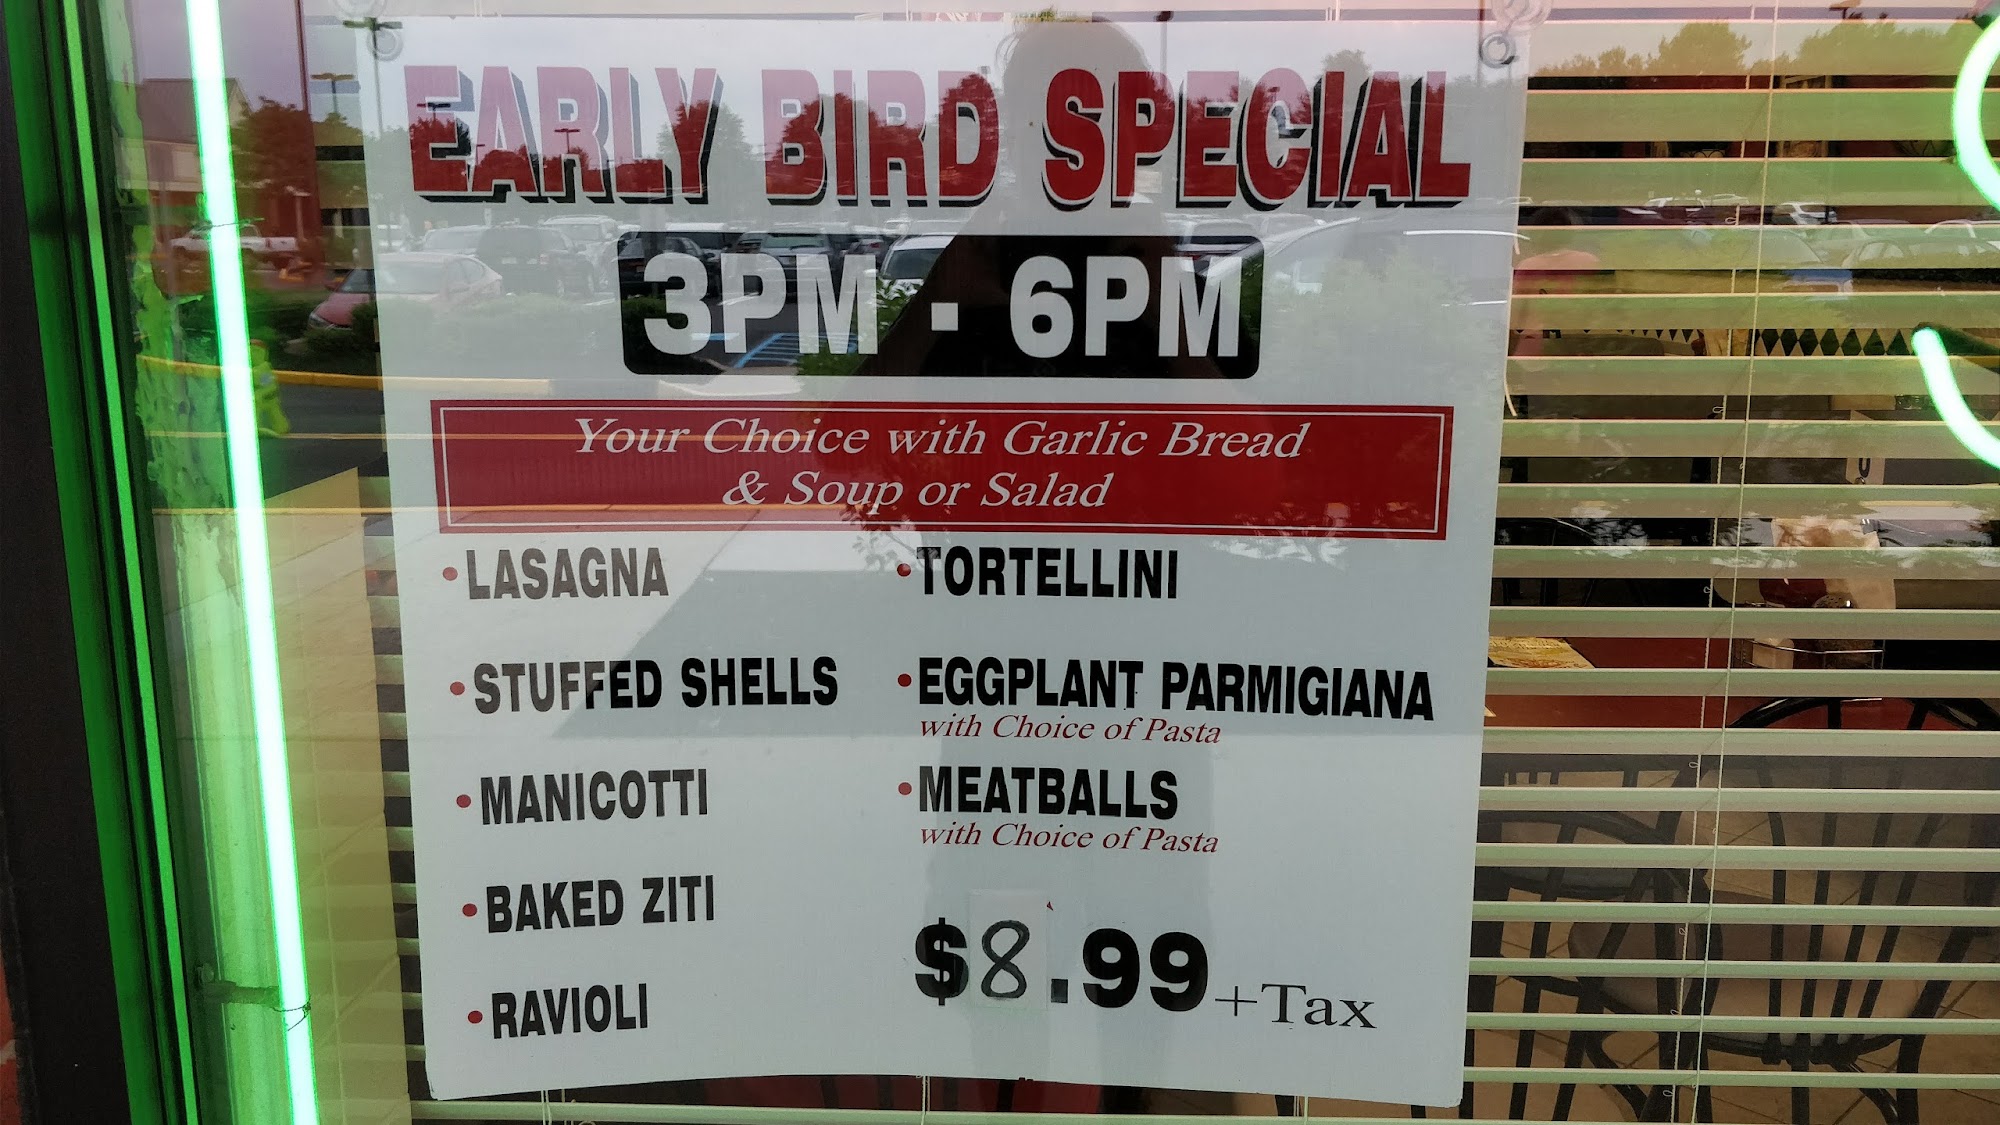 EARLY BIRD SPECIAL
3PM - 6PM
Your Choice with Garlic Bread
& Soup or Salad
• LASAGNA
• STUFFED SHELLS
• MANICOTTI
• BAKED ZITI
• RAVIOLI
• TORTELLINI
• EGGPLANT PARMIGIANA
with Choice of Pasta
• MEATBALLS
with Choice of Pasta
$8.99 + Tax